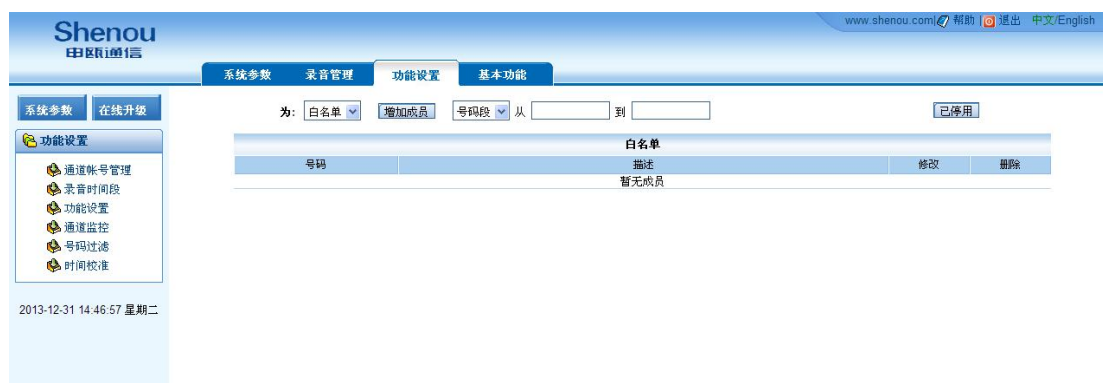 www.shenou.com| 帮助 | 退出 中文/English
Shenou
申瓯通信
系统参数 录音管理 功能设置 基本功能
系统参数 在线升级
功能设置
通道帐号管理
录音时间段
功能设置
通道监控
号码过滤
时间校准
2013-12-31 14:46:57 星期二
为: 白名单 增加成员 号码段 从 到 已停用
白名单
号码 描述 修改 删除
暂无成员